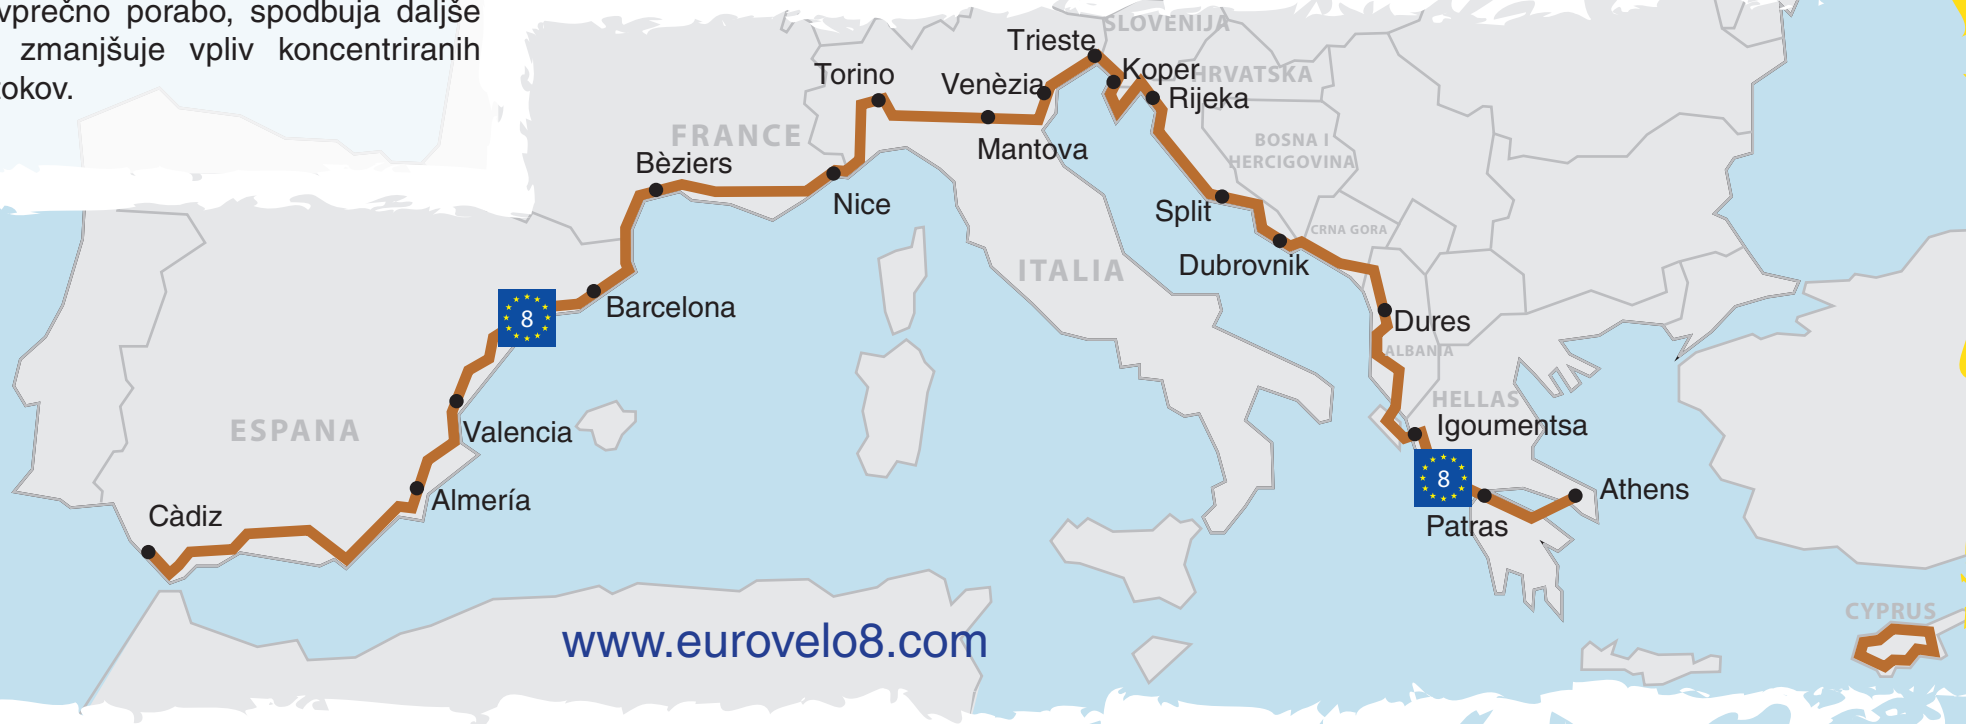 vprečno porabo, spodbuja daljše
zmanjšuje vpliv koncentriranih
tokov.
SLOVENIJA
Trieste
Koper
HRVATSKA
Torino
Venèzia
Rijeka
FRANCE
Mantova
BOSNA I
HERCIGOVINA
Bèziers
Nice
Split
CRNA GORA
Dubrovnik
ITALIA
Barcelona
8
Dures
ALBANIA
HELLAS
Igoumentsa
ESPANA
Valencia
8
Almería
Athens
Càdiz
Patras
CYPRUS
www.eurovelo8.com